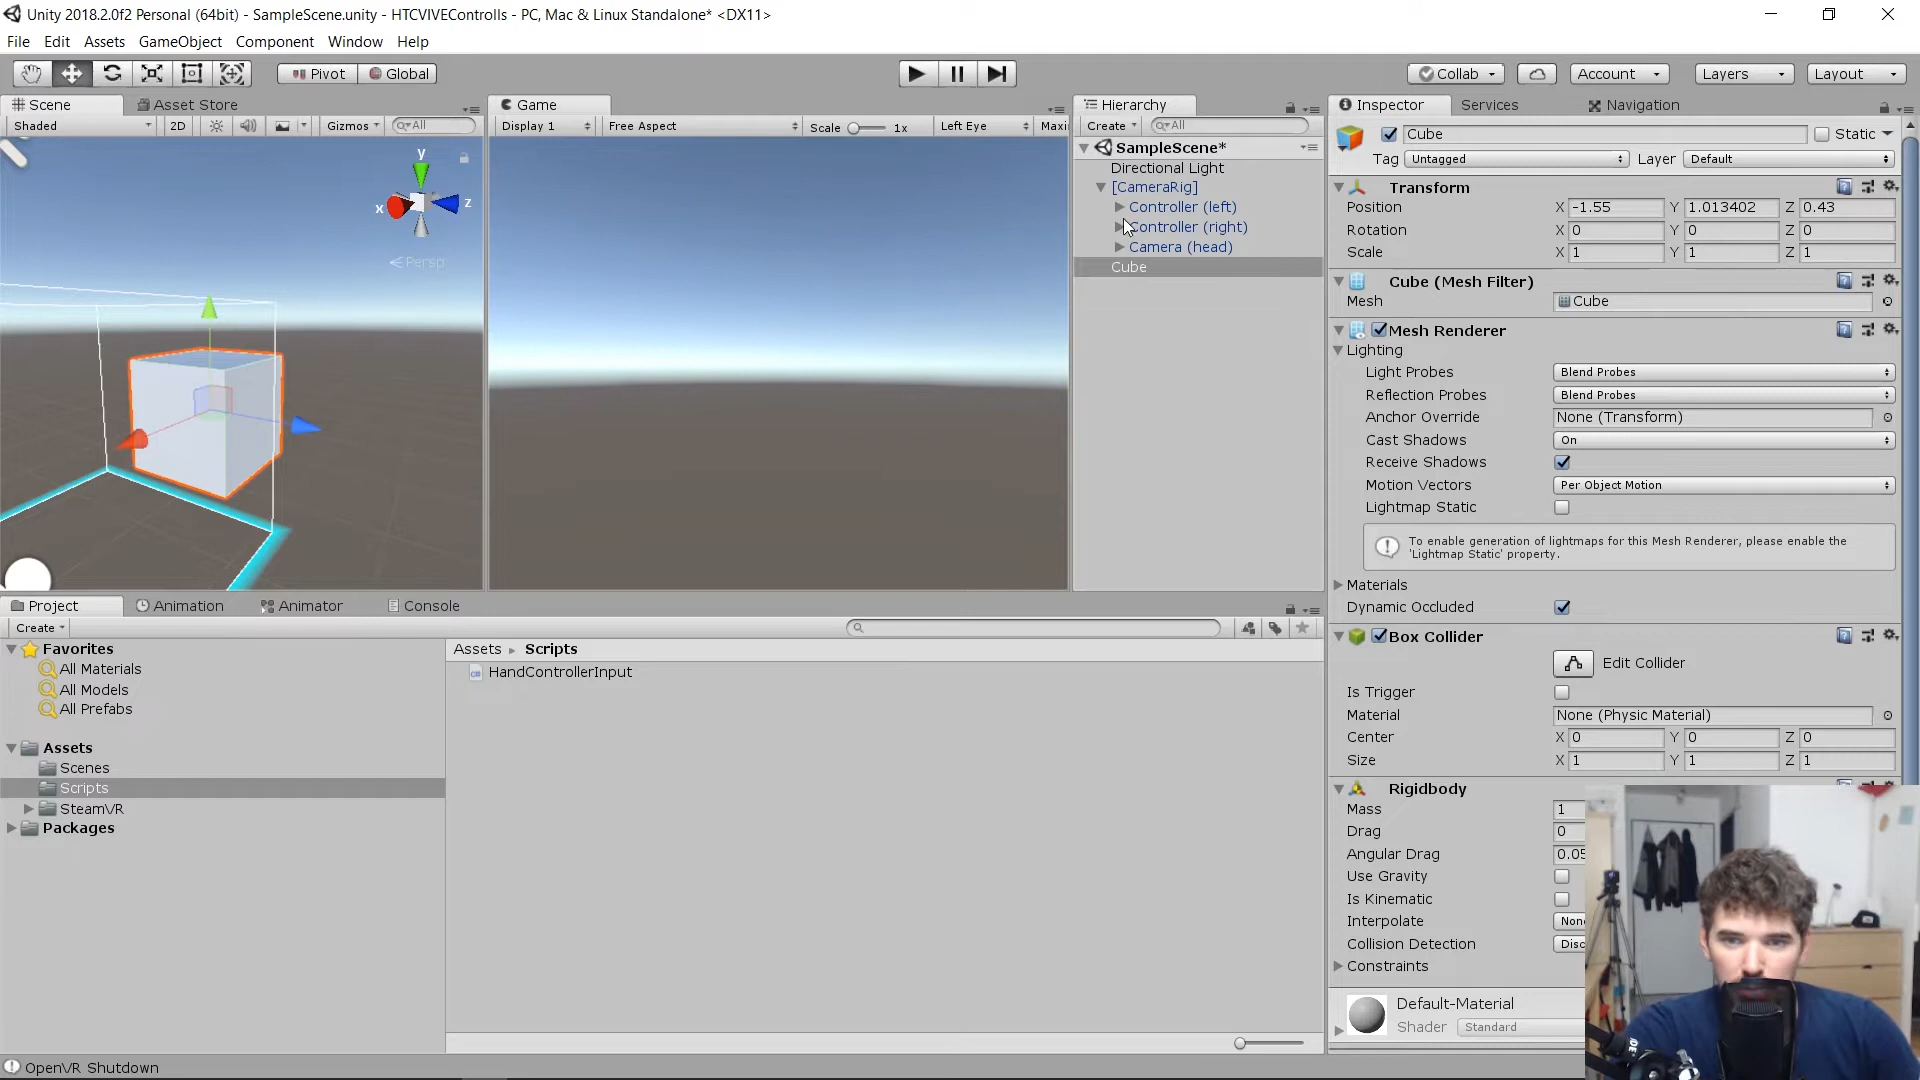 Unity 2018.2.0f2 Personal (64bit) - SampleScene.unity - HTCVIVEControlls - PC, Mac & Linux Standalone* <DX11>
File Edit Assets GameObject Component Window Help
Pivot Global Collab Account Layers Layout
Scene Asset Store
Shaded 2D Gizmos All
y
x
z
Persp
Game
Display 1 Free Aspect Scale 1x Left Eye Maxi
Hierarchy
Create All
SampleScene*
Directional Light
[CameraRig]
Controller (left)
Controller (right)
Camera (head)
Cube
Inspector Services Navigation
Cube Static
Tag Untagged Layer Default
Transform
Position X -1.55 Y 1.013402 Z 0.43
Rotation X 0 Y 0 Z 0
Scale X 1 Y 1 Z 1
Cube (Mesh Filter)
Mesh Cube
Mesh Renderer
Lighting
Light Probes Blend Probes
Reflection Probes Blend Probes
Anchor Override None (Transform)
Cast Shadows On
Receive Shadows
Motion Vectors Per Object Motion
Lightmap Static
To enable generation of lightmaps for this Mesh Renderer, please enable the
'Lightmap Static' property.
Materials
Dynamic Occluded
Box Collider
Edit Collider
Is Trigger
Material None (Physic Material)
Center X 0 Y 0 Z 0
Size X 1 Y 1 Z 1
Rigidbody
Mass 1
Drag 0
Angular Drag 0.05
Use Gravity
Is Kinematic
Interpolate Non
Collision Detection Disc
Constraints
Default-Material
Shader Standard
Project Animation Animator Console
Create
Favorites
All Materials
All Models
All Prefabs
Assets
Scenes
Scripts
SteamVR
Packages
Assets Scripts
HandControllerInput
OpenVR Shutdown